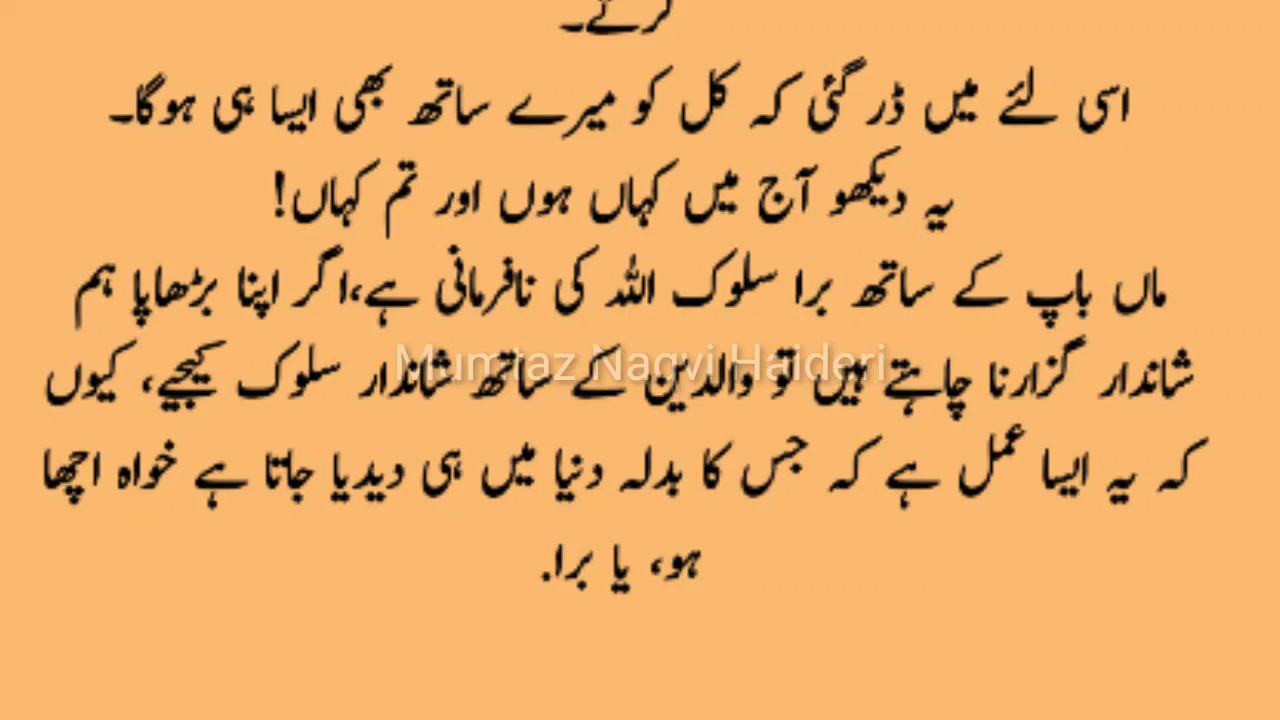 کرتے۔
اسی لئے میں ڈر گئی کہ کل کو میرے ساتھ بھی ایسا ہی ہوگا۔
یہ دیکھو آج میں کہاں ہوں اور تم کہاں!
ماں باپ کے ساتھ برا سلوک اللہ کی نافرمانی ہے،اگر اپنا بڑھاپا ہم
شاندار گزارنا چاہتے ہیں تو والدین کے ساتھ شاندار سلوک کیجیے، کیوں
Mumtaz Naqvi Haideri
کہ یہ ایسا عمل ہے کہ جس کا بدلہ دنیا میں ہی دیدیا جاتا ہے خواہ اچھا
ہو، یا برا.